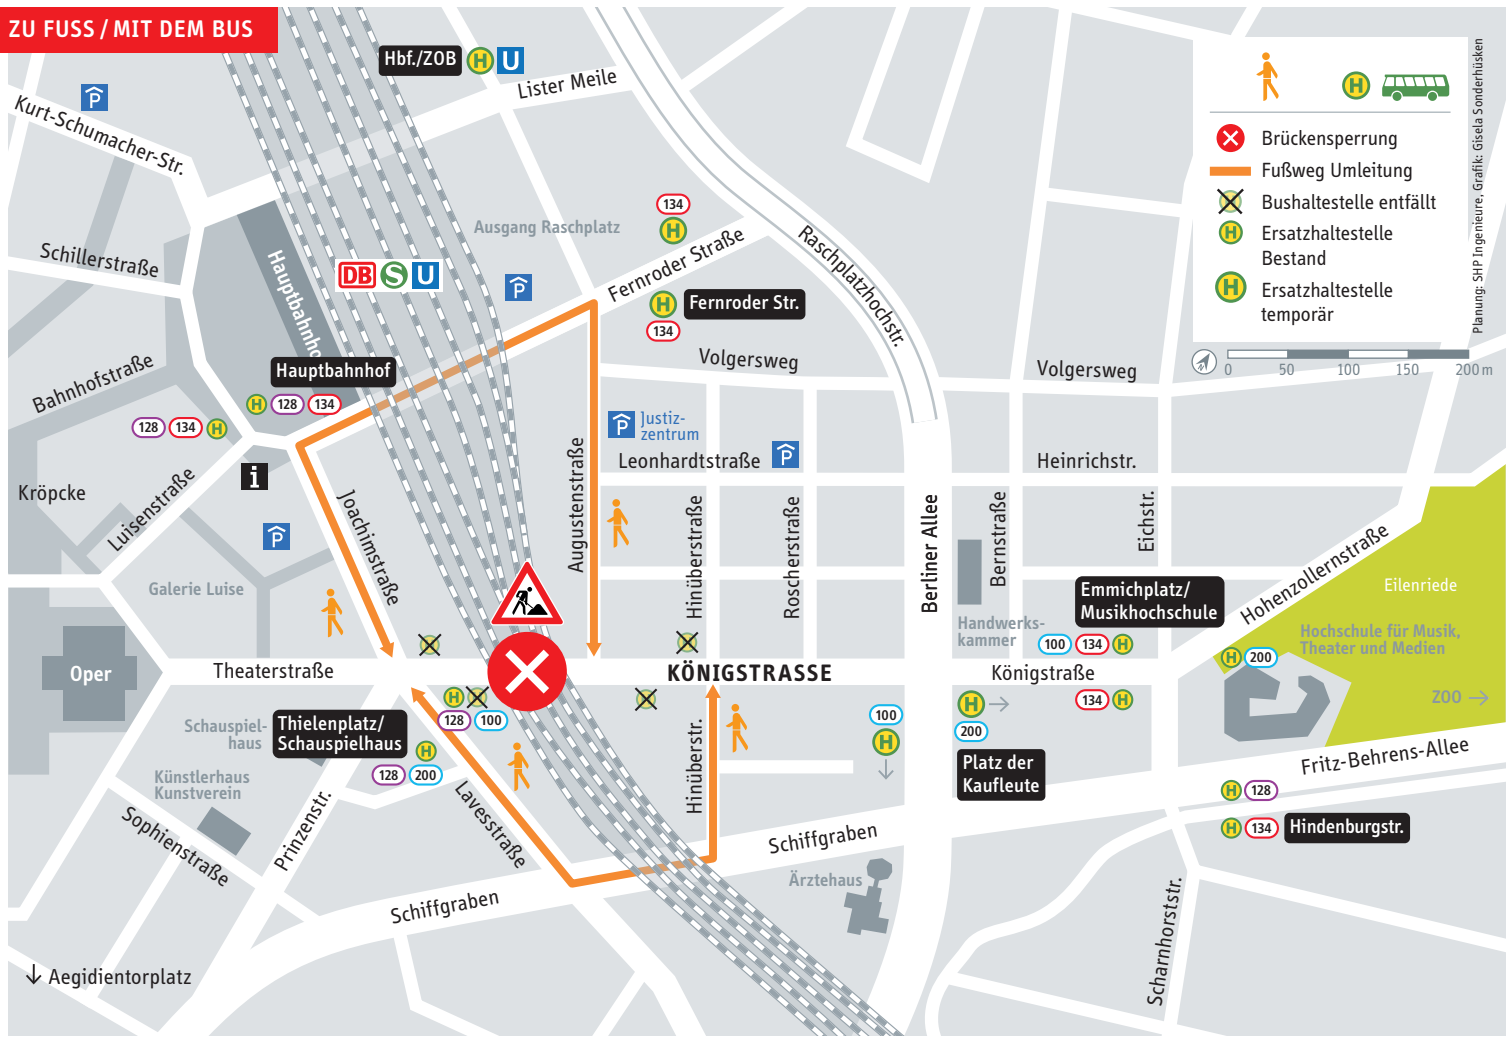 ZU FUSS / MIT DEM BUS
Hbf./ZOB
H
U
Lister Meile
P
Kurt-Schumacher-Str.
Schillerstraße
Hauptbahnho
DB
S
U
Ausgang Raschplatz
134
H
P
Fernroder Straße
H
Fernroder Str.
134
Raschplatzhochstr.
Brückensperrung
Fußweg Umleitung
Bushaltestelle entfällt
H
Ersatzhaltestelle
Bestand
H
Ersatzhaltestelle
temporär
Planung: SHP Ingenieure, Grafik: Gisela Sonderhüsken
0
50
100
150
200 m
H
Volgersweg
Volgersweg
Bahnhofstraße
Hauptbahnhof
H
128
134
128
134
H
i
Kröpcke
Luisenstraße
P
Joachimstraße
Galerie Luise
Augustenstraße
P
Justiz-
zentrum
Leonhardtstraße
P
Heinrichstr.
Hinüberstraße
Roscherstraße
Berliner Allee
Bernstraße
Eichstr.
Emmichplatz/
Musikhochschule
Hohenzollernstraße
Eilenriede
Handwerks-
kammer
100
134
H
Hochschule für Musik,
Theater und Medien
H
200
Oper
Theaterstraße
KÖNIGSTRASSE
Königstraße
134
H
ZOO
H
128
100
Schauspiel-
haus
Thielenplatz/
Schauspielhaus
H
128
200
Künstlerhaus
Kunstverein
Sophienstraße
Prinzenstr.
Lavesstraße
Hinüberstr.
100
H
H
200
Platz der
Kaufleute
Fritz-Behrens-Allee
H
128
H
134
Hindenburgstr.
Schiffgraben
Schiffgraben
Ärztehaus
Scharnhorststr.
Aegidientorplatz